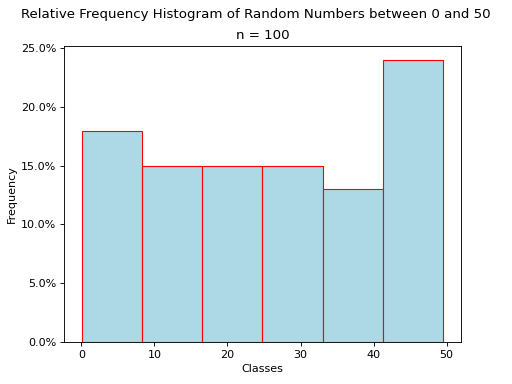 Relative Frequency Histogram of Random Numbers between 0 and 50
n = 100
25.0%
20.0%
15.0%
10.0%
5.0%
0.0%
Frequency
0 10 20 30 40 50
Classes